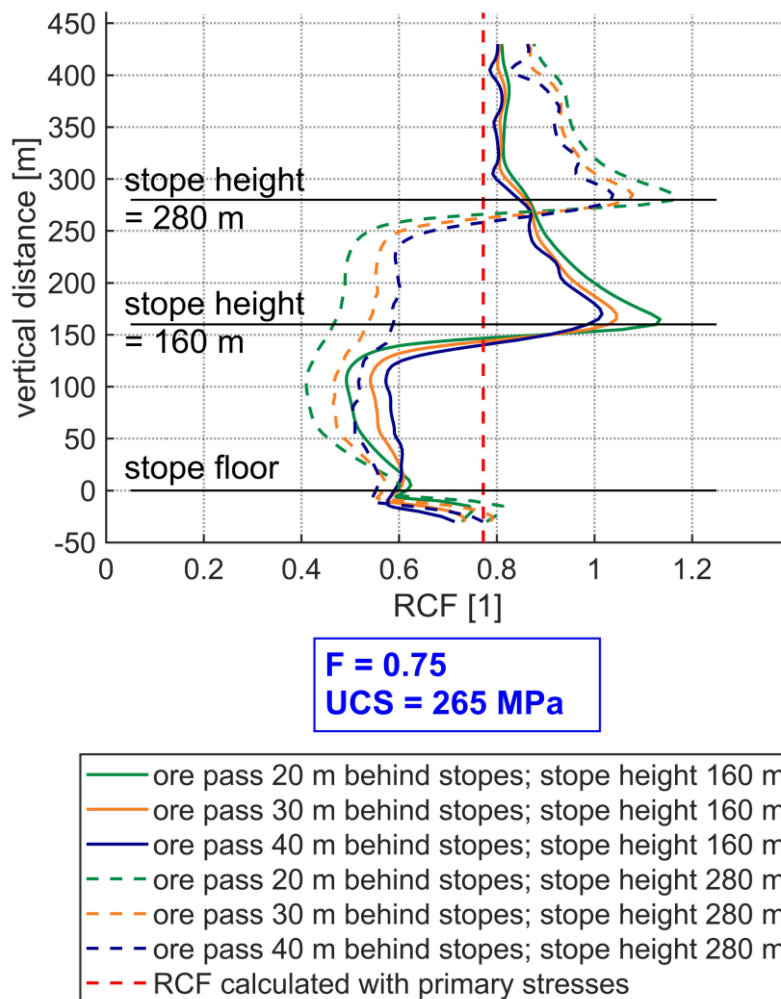 450
400
350
300
250
200
150
100
50
0
-50
vertical distance [m]
stope height
= 280 m
stope height
= 160 m
stope floor
0
0.2
0.4
0.6
0.8
1
1.2
RCF [1]
F = 0.75
UCS = 265 MPa
ore pass 20 m behind stopes; stope height 160 m
ore pass 30 m behind stopes; stope height 160 m
ore pass 40 m behind stopes; stope height 160 m
ore pass 20 m behind stopes; stope height 280 m
ore pass 30 m behind stopes; stope height 280 m
ore pass 40 m behind stopes; stope height 280 m
RCF calculated with primary stresses